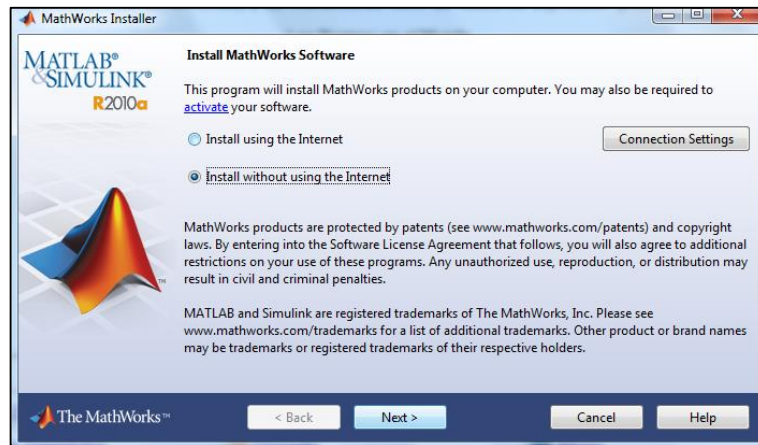 MathWorks Installer
MATLAB®
&SIMULINK®
R2010a
Install MathWorks Software
This program will install MathWorks products on your computer. You may also be required to
activate your software.
Install using the Internet
Connection Settings
Install without using the Internet
MathWorks products are protected by patents (see www.mathworks.com/patents) and copyright
laws. By entering into the Software License Agreement that follows, you will also agree to additional
restrictions on your use of these programs. Any unauthorized use, reproduction, or distribution may
result in civil and criminal penalties.
MATLAB and Simulink are registered trademarks of The MathWorks, Inc. Please see
www.mathworks.com/trademarks for a list of additional trademarks. Other product or brand names
may be trademarks or registered trademarks of their respective holders.
The MathWorks™
< Back
Next >
Cancel
Help